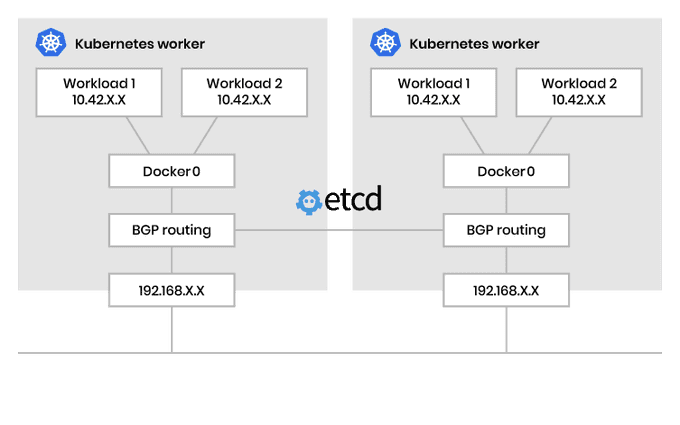 Kubernetes worker
Workload 1
10.42.X.X
Workload 2
10.42.X.X
Docker0
BGP routing
192.168.X.X
etcd
Kubernetes worker
Workload 1
10.42.X.X
Workload 2
10.42.X.X
Docker0
BGP routing
192.168.X.X